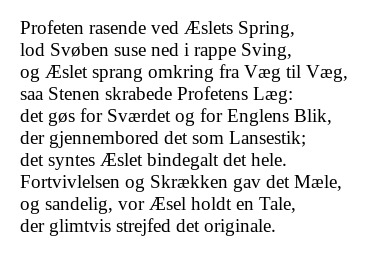 Profeten rasende ved Æslets Spring,
lod Svøben suse ned i rappe Sving,
og Æslet sprang omkring fra Væg til Væg,
saa Stenen skrabede Profetens Læg:
det gøs for Sværdet og for Englens Blik,
der gjennembored det som Lansestik;
det syntes Æslet bindegalt det hele.
Fortvivlelsen og Skrækken gav det Mæle,
og sandelig, vor Æsel holdt en Tale,
der glimtvis strejfed det originale.